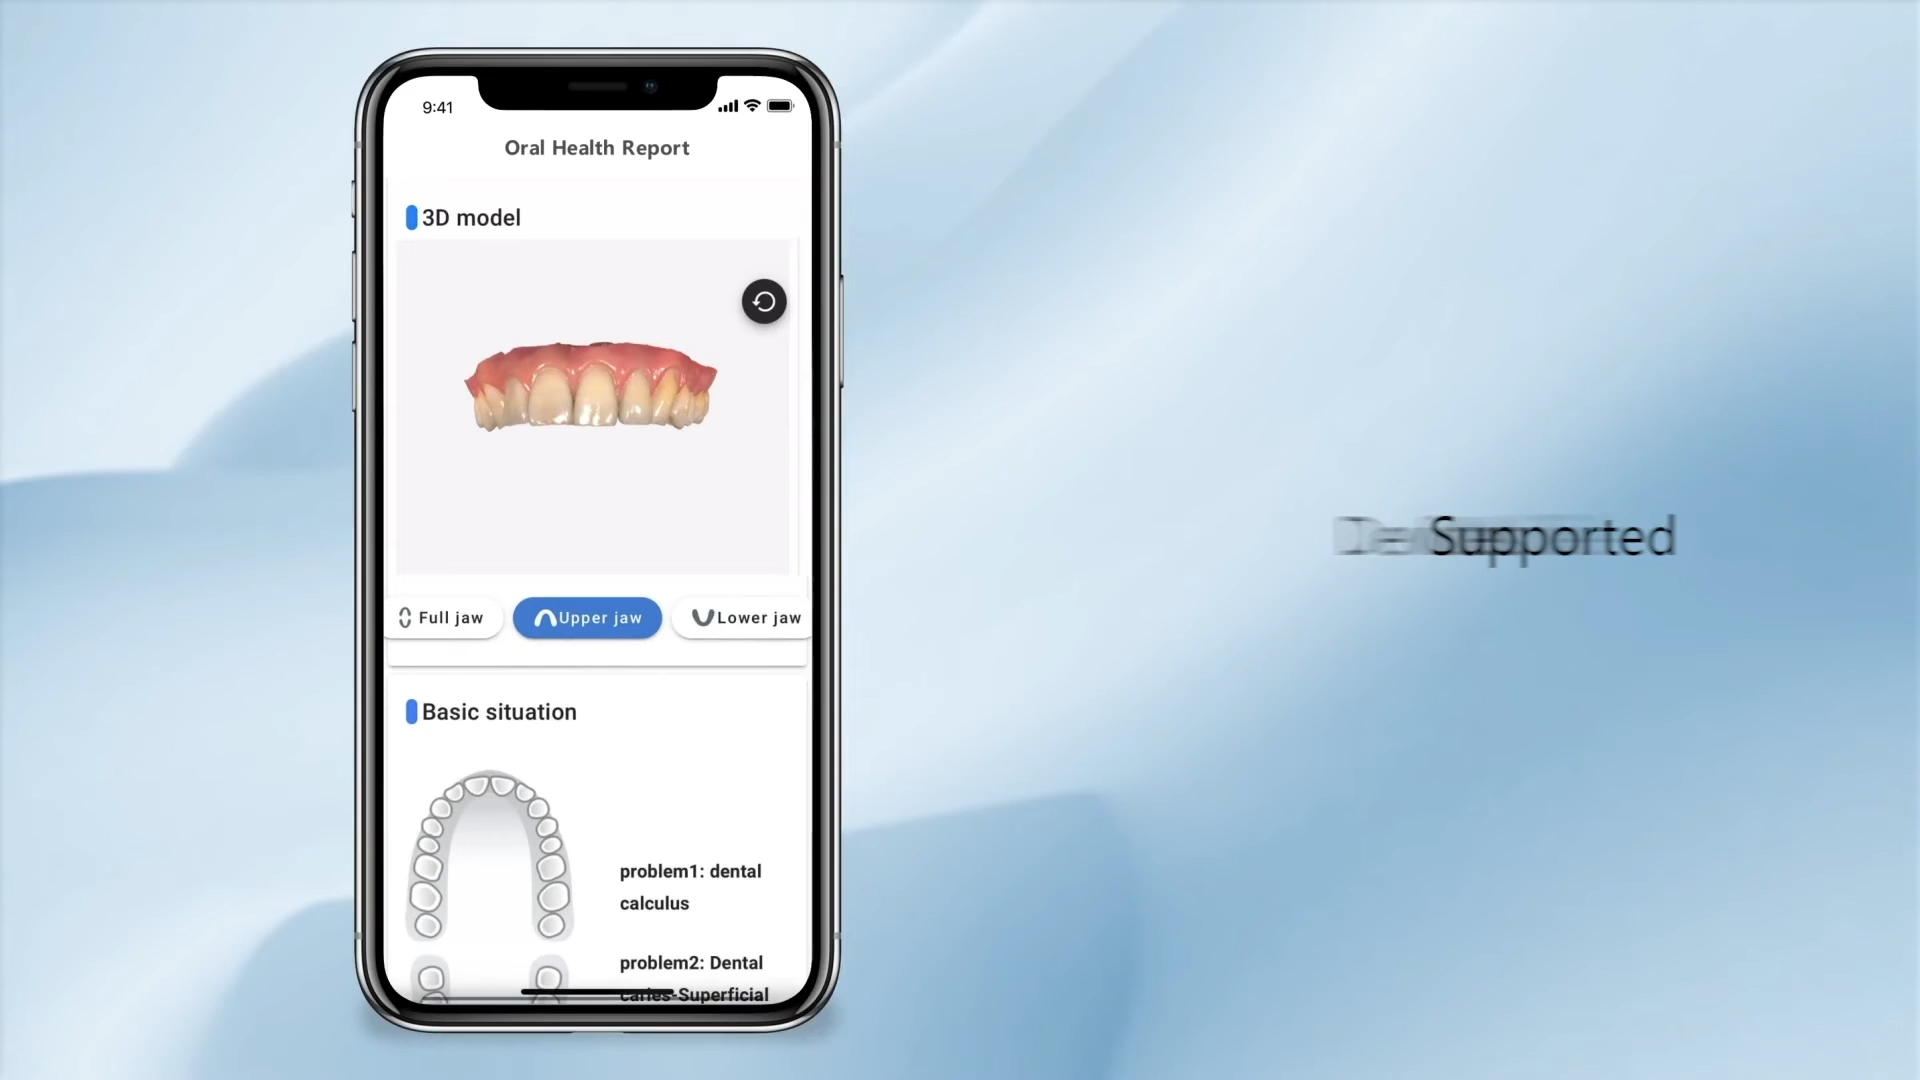 9:41
Oral Health Report
3D model
Full jaw
Upper jaw
Lower jaw
Basic situation
problem1: dental
calculus
problem2: Dental
caries-Superficial
Supported